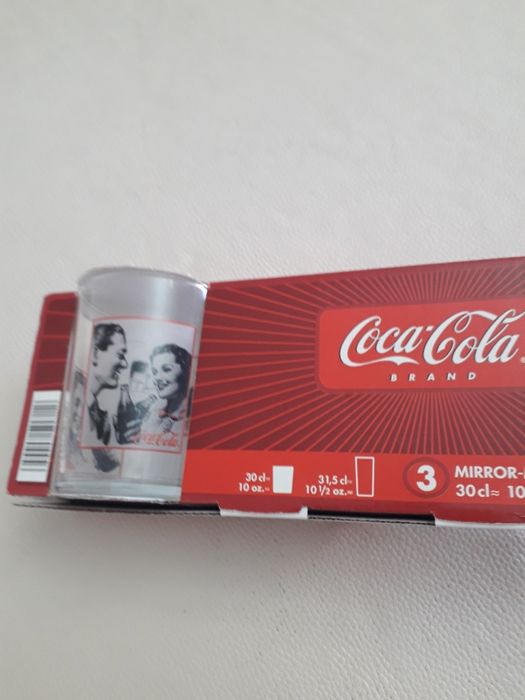 Coca-Cola
BRAND
30 cl≈
10 oz.≈
31,5 cl≈
10 1/2 oz.≈
3
MIRROR-
30 cl≈ 10
Coca-Cola